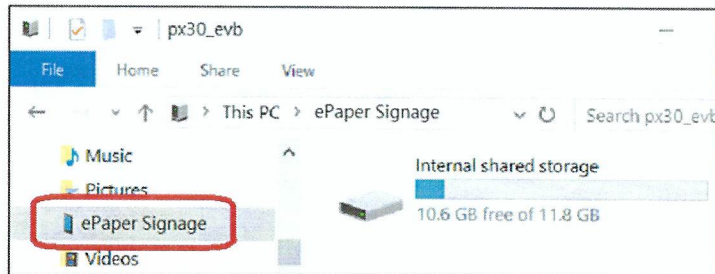 px30_evb
File Home Share View
This PC > ePaper Signage Search px30_evb
Music
Pictures
ePaper Signage
Videos
Internal shared storage
10.6 GB free of 11.8 GB